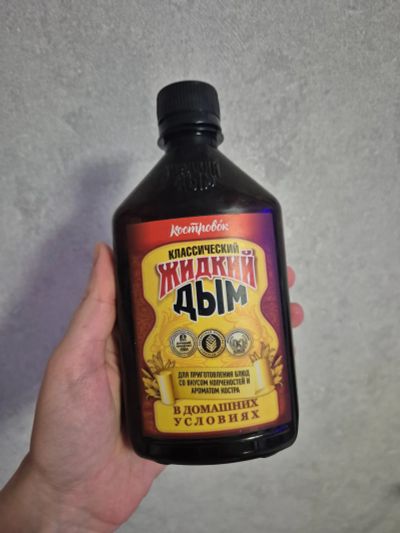 Костровок
КЛАССИЧЕСКИЙ
ЖИДКИЙ
ДЫМ
ДЛЯ ПРИГОТОВЛЕНИЯ БЛЮД
СО ВКУСОМ КОПЧЕНОСТЕЙ И
АРОМАТОМ КОСТРА
В ДОМАШНИХ
УСЛОВИЯХ